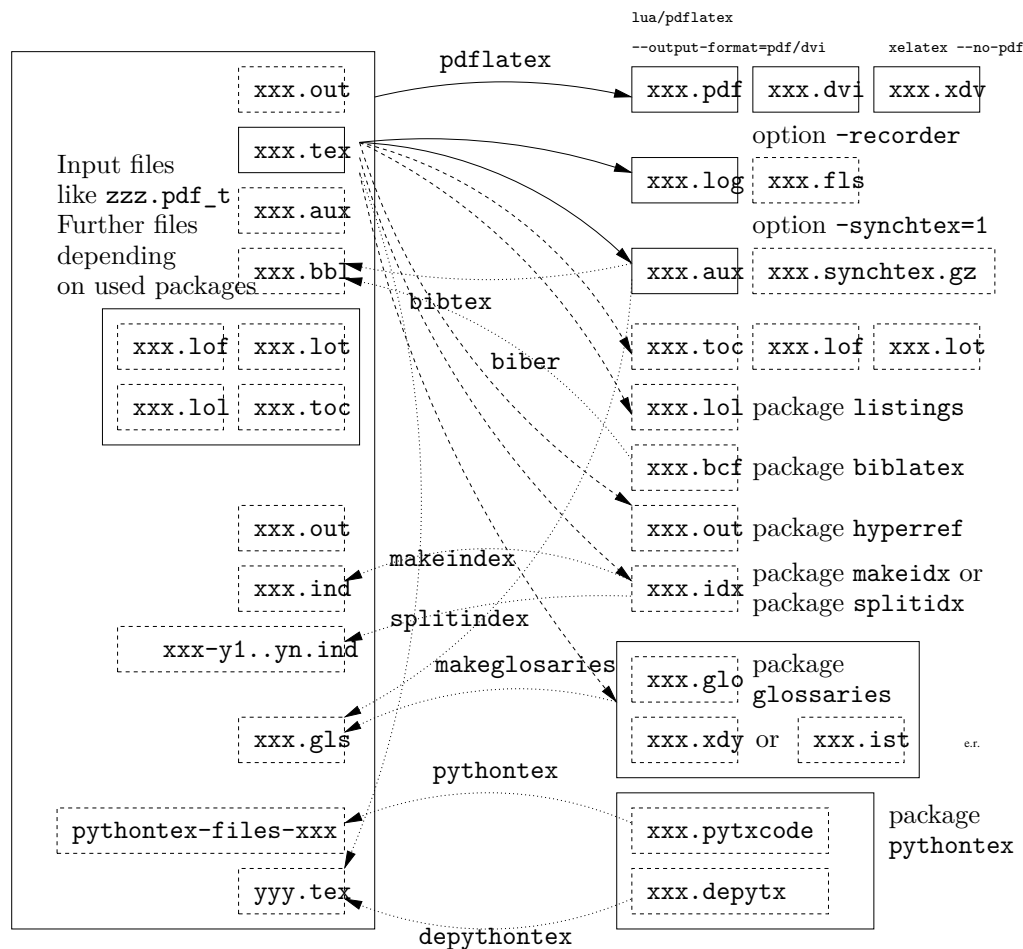 lua/pdflatex
--output-format=pdf/dvi
xelatex --no-pdf
pdflatex
xxx.out
xxx.pdf
xxx.dvi
xxx.xdv
option -recorder
xxx.tex
Input files
like zzz.pdf_t
Further files
depending
on used packages
xxx.log
xxx.fls
xxx.aux
option -synchtex=1
xxx.bbl
xxx.aux
xxx.synchtex.gz
bibtex
xxx.lof
xxx.lot
biber
xxx.toc
xxx.lof
xxx.lot
xxx.lol
xxx.toc
xxx.lol
package listings
xxx.bcf
package biblatex
xxx.out
xxx.out
package hyperref
makeindex
xxx.ind
xxx.idx
package makeidx or
package splitidx
splitindex
xxx-y1..yn.ind
makeglosaries
xxx.glo
package
glossaries
xxx.gls
xxx.xdy
or
xxx.ist
e.r.
pythontex
pythontex-files-xxx
xxx.pytxcode
package
pythontex
yyy.tex
xxx.depytx
depythontex